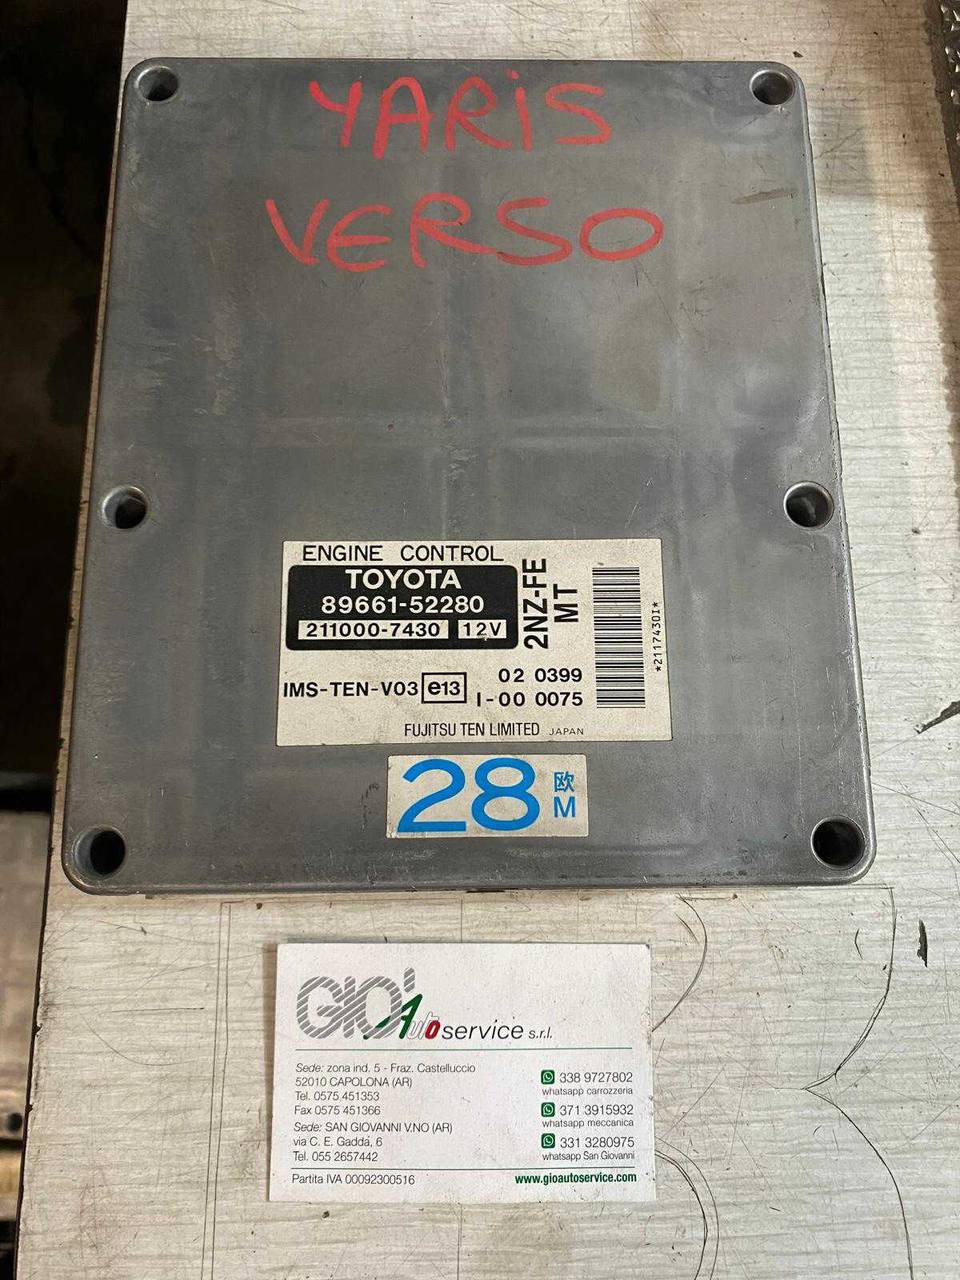 YARiS
VERSO
ENGINE CONTROL
TOYOTA
89661-52280
211000-7430 12V
2NZ-FE
MT
IMS-TEN-V03 e13
02 0399
I-00 0075
*2117430I*
FUJITSU TEN LIMITED JAPAN
28 欧
M
GIO' Auto service s.r.l.
Sede: zona ind. 5 - Fraz. Castelluccio
52010 CAPOLONA (AR)
Tel. 0575 451353
Fax 0575 451366
Sede: SAN GIOVANNI V.NO (AR)
via C. E. Gadda, 6
Tel. 055 2657442
338 9727802
whatsapp carrozzeria
371 3915932
whatsapp meccanica
331 3280975
whatsapp San Giovanni
Partita IVA 00092300516
www.gioautoservice.com